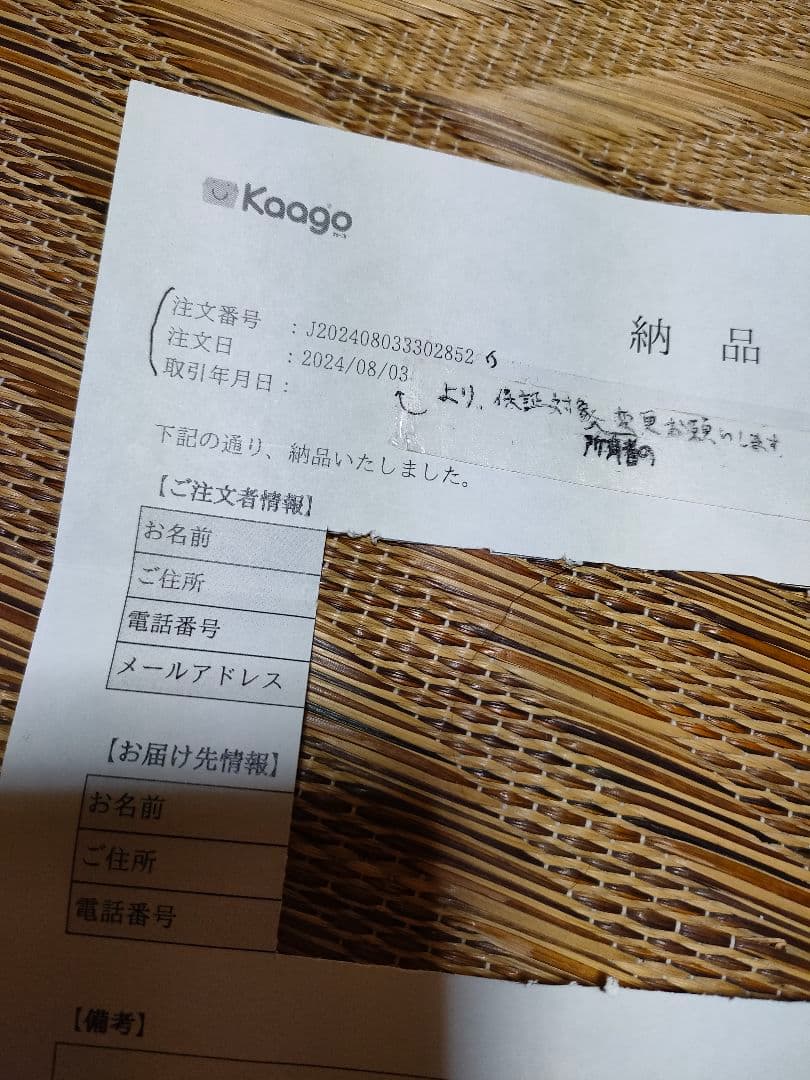 Kaago
納品
注文番号 : J202408033302852
注文日 : 2024/08/03
取引年月日 :
より、保証対象変更お願いします
所有者の
下記の通り、納品いたしました。
【ご注文者情報】
お名前
ご住所
電話番号
メールアドレス
【お届け先情報】
お名前
ご住所
電話番号
【備考】